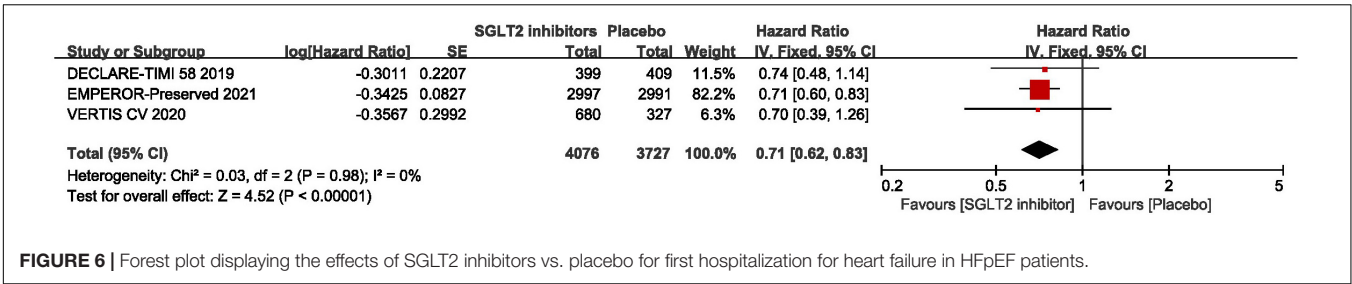 SGLT2 inhibitors Placebo Hazard Ratio Hazard Ratio
Study or Subgroup log[Hazard Ratio] SE Total Total Weight IV, Fixed, 95% CI IV, Fixed, 95% CI
DECLARE-TIMI 58 2019 -0.3011 0.2207 399 409 11.5% 0.74 [0.48, 1.14]
EMPEROR-Preserved 2021 -0.3425 0.0827 2997 2991 82.2% 0.71 [0.60, 0.83]
VERTIS CV 2020 -0.3567 0.2992 680 327 6.3% 0.70 [0.39, 1.26]
Total (95% CI) 4076 3727 100.0% 0.71 [0.62, 0.83]
Heterogeneity: Chi² = 0.03, df = 2 (P = 0.98); I² = 0%
Test for overall effect: Z = 4.52 (P < 0.00001)
0.2 0.5 1 2 5
Favours [SGLT2 inhibitor] Favours [Placebo]
FIGURE 6 | Forest plot displaying the effects of SGLT2 inhibitors vs. placebo for first hospitalization for heart failure in HFpEF patients.